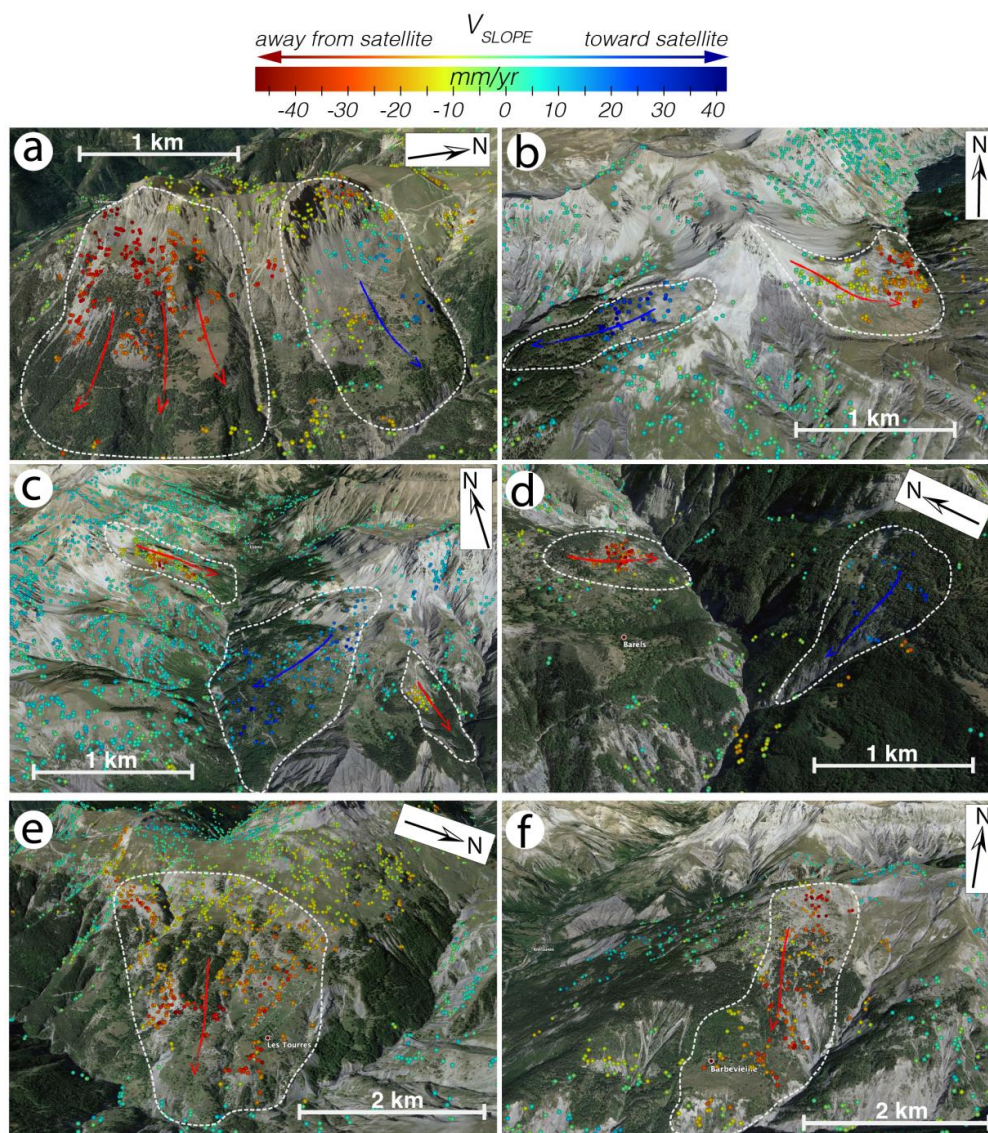 V SLOPE
away from satellite
toward satellite
mm/yr
-40 -30 -20 -10 0 10 20 30 40
a
1 km
N
b
N
1 km
c
N
1 km
d
N
Barels
1 km
e
N
Les Tourres
2 km
f
N
Barbevieille
2 km